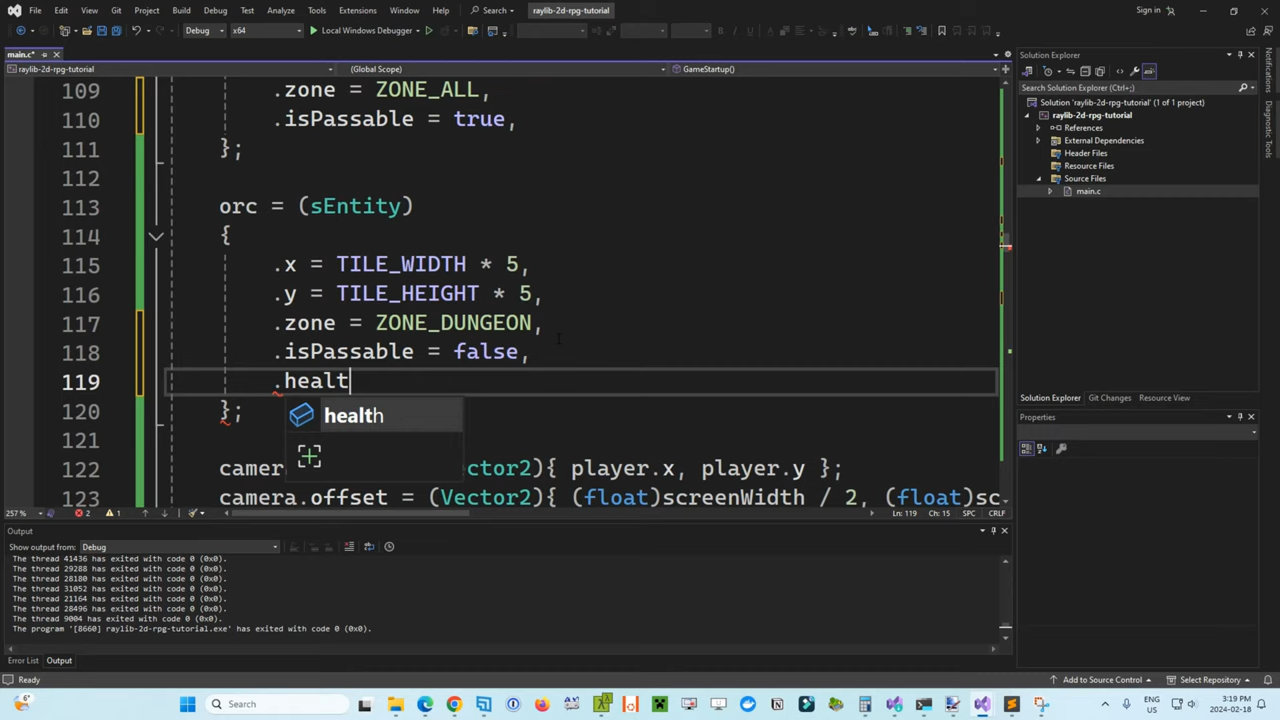 File Edit View Git Project Build Debug Test Analyze Tools Extensions Window Help Search raylib-2d-rpg-tutorial Sign in
Debug x64 Local Windows Debugger
main.c*
raylib-2d-rpg-tutorial (Global Scope) GameStartup()
109 .zone = ZONE_ALL,
110 .isPassable = true,
111 };
112
113 orc = (sEntity)
114 {
115 .x = TILE_WIDTH * 5,
116 .y = TILE_HEIGHT * 5,
117 .zone = ZONE_DUNGEON,
118 .isPassable = false,
119 .healt
120 };
health
121
122 camer ctor2){ player.x, player.y };
123 camera.offset = (Vector2){ (float)screenWidth / 2, (float)sc
257 % 2 1 Ln: 119 Ch: 15 SPC CRLF
Output
Show output from: Debug
The thread 41436 has exited with code 0 (0x0).
The thread 29288 has exited with code 0 (0x0).
The thread 28180 has exited with code 0 (0x0).
The thread 31052 has exited with code 0 (0x0).
The thread 21164 has exited with code 0 (0x0).
The thread 28496 has exited with code 0 (0x0).
The thread 9004 has exited with code 0 (0x0).
The program '[8660] raylib-2d-rpg-tutorial.exe' has exited with code 0 (0x0).
Error List Output
Solution Explorer
Search Solution Explorer (Ctrl+;)
Solution 'raylib-2d-rpg-tutorial' (1 of 1 project)
raylib-2d-rpg-tutorial
References
External Dependencies
Header Files
Resource Files
Source Files
main.c
Solution Explorer Git Changes Resource View
Properties
Notifications
Diagnostic Tools
Ready Add to Source Control Select Repository
6° Search ENG US 3:19 PM 2024-02-18